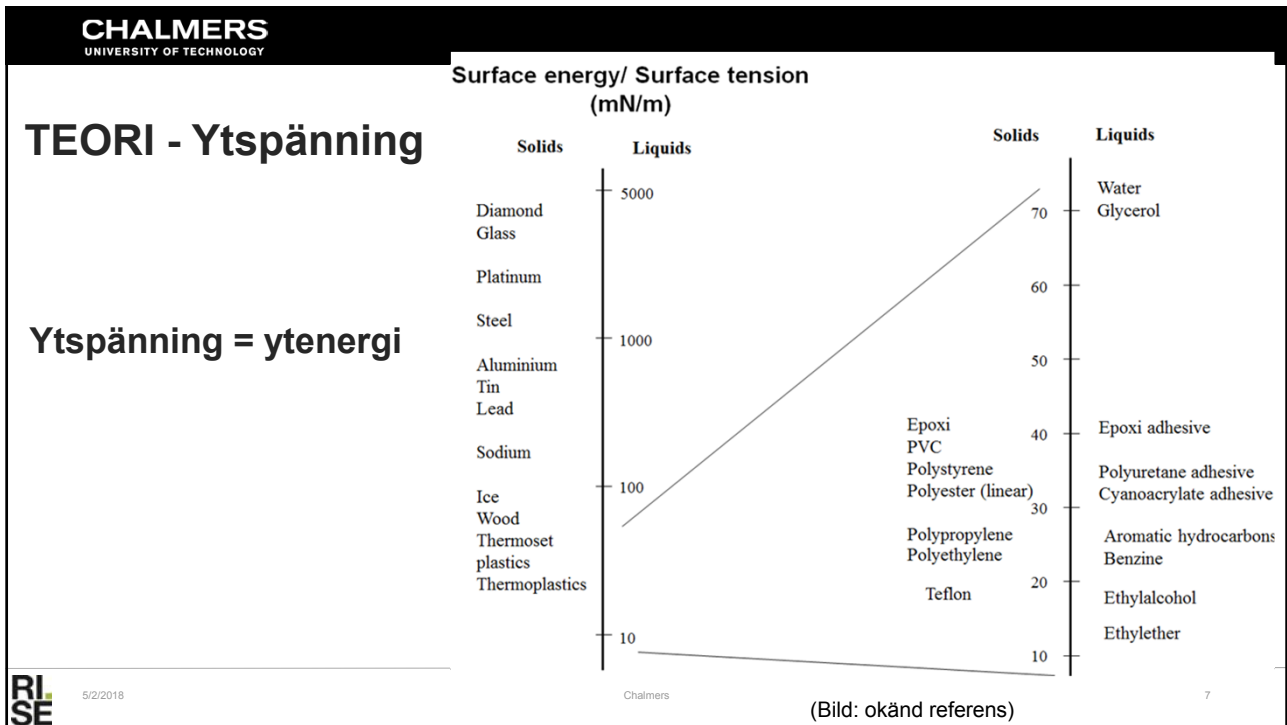 CHALMERS
UNIVERSITY OF TECHNOLOGY
TEORI - Ytspänning
Ytspänning = ytenergi
Surface energy/ Surface tension
(mN/m)
Solids
Liquids
5000
1000
100
10
Diamond
Glass
Platinum
Steel
Aluminium
Tin
Lead
Sodium
Ice
Wood
Thermoset
plastics
Thermoplastics
Solids
Liquids
70
60
50
40
30
20
10
Epoxi
PVC
Polystyrene
Polyester (linear)
Polypropylene
Polyethylene
Teflon
Water
Glycerol
Epoxi adhesive
Polyuretane adhesive
Cyanoacrylate adhesive
Aromatic hydrocarbons
Benzine
Ethylalcohol
Ethylether
RI.
SE
5/2/2018
Chalmers
7
(Bild: okänd referens)